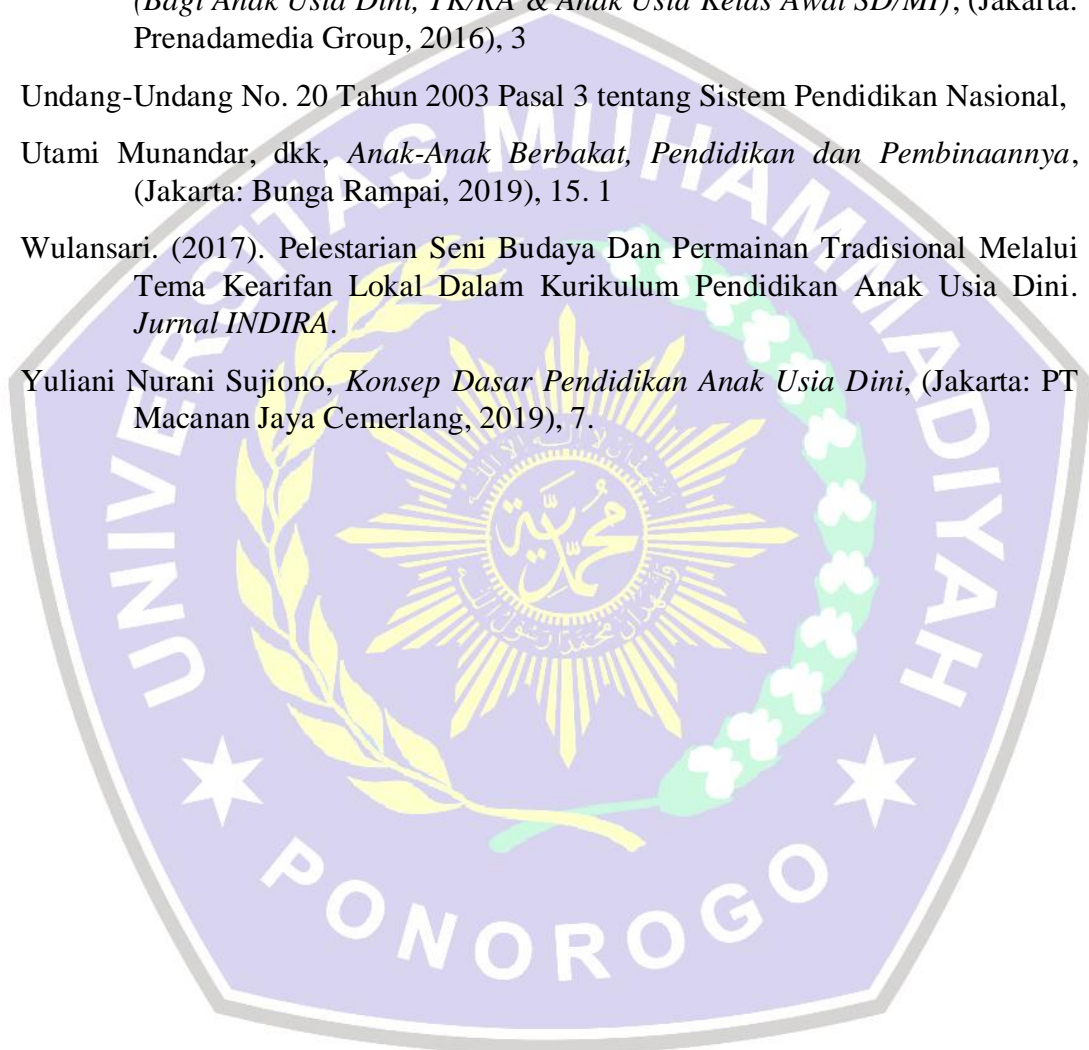 (Bagi Anak Usia Dini, TK/RA & Anak Usia Kelas Awal SD/MI), (Jakarta:
Prenadamedia Group, 2016), 3
Undang-Undang No. 20 Tahun 2003 Pasal 3 tentang Sistem Pendidikan Nasional,
Utami Munandar, dkk, Anak-Anak Berbakat, Pendidikan dan Pembinaannya,
(Jakarta: Bunga Rampai, 2019), 15. 1
Wulansari. (2017). Pelestarian Seni Budaya Dan Permainan Tradisional Melalui
Tema Kearifan Lokal Dalam Kurikulum Pendidikan Anak Usia Dini.
Jurnal INDIRA.
Yuliani Nurani Sujiono, Konsep Dasar Pendidikan Anak Usia Dini, (Jakarta: PT
Macanan Jaya Cemerlang, 2019), 7.
UNIVERSITAS MUHAMMADIYAH
محمدية
PONOROGO